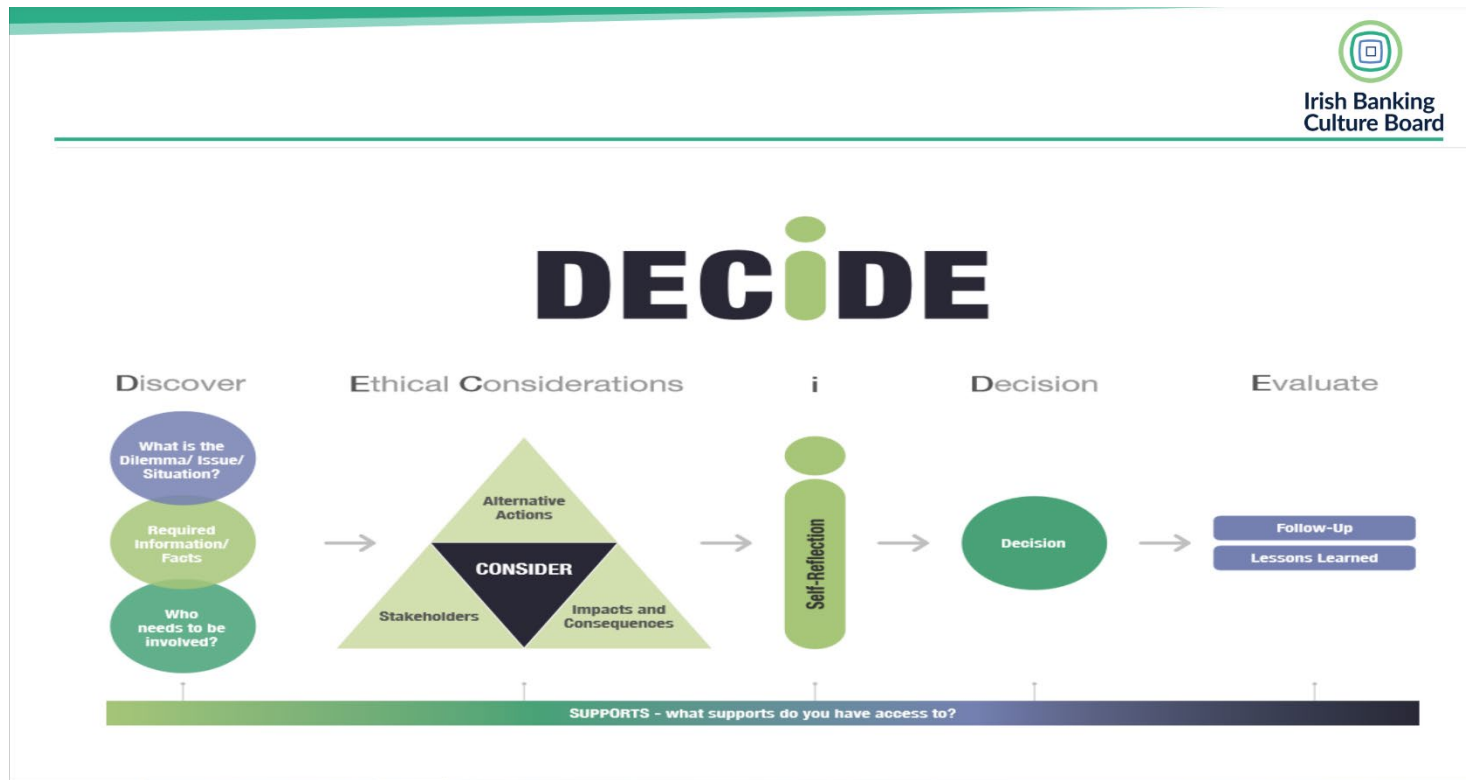 Irish Banking
Culture Board
DECiDE
Discover
Ethical Considerations
i
Decision
Evaluate
What is the
Dilemma/ Issue/
Situation?
Required
Information/
Facts
Who
needs to be
involved?
Alternative
Actions
CONSIDER
Stakeholders
Impacts and
Consequences
Self-Reflection
Decision
Follow-Up
Lessons Learned
SUPPORTS - what supports do you have access to?